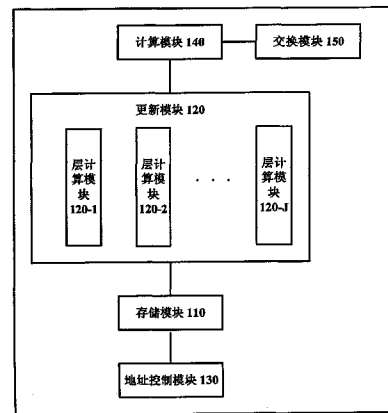 计算模块 140
交换模块 150
更新模块 120
层计
算模
块
120-1
层计
算模
块
120-2
. . .
层计
算模
块
120-J
存储模块 110
地址控制模块 130